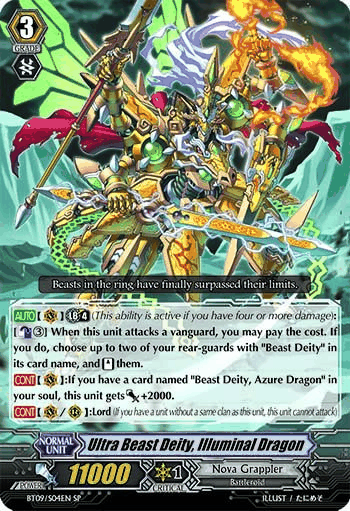 3
GRADE
Beasts in the ring have finally surpassed their limits.
AUTO [ ] LB 4 (This ability is active if you have four or more damage):
[ ③] When this unit attacks a vanguard, you may pay the cost. If
you do, choose up to two of your rear-guards with "Beast Deity" in
its card name, and [ ] them.
CONT [ ]:If you have a card named "Beast Deity, Azure Dragon" in
your soul, this unit gets +2000.
CONT [ / ]:Lord (If you have a unit without a same clan as this unit, this unit cannot attack)
NORMAL
UNIT
Ultra Beast Deity, Illuminal Dragon
POWER
11000
1
CRITICAL
Nova Grappler
Battleroid
BT09/S04EN SP
ILLUST / たにめそ